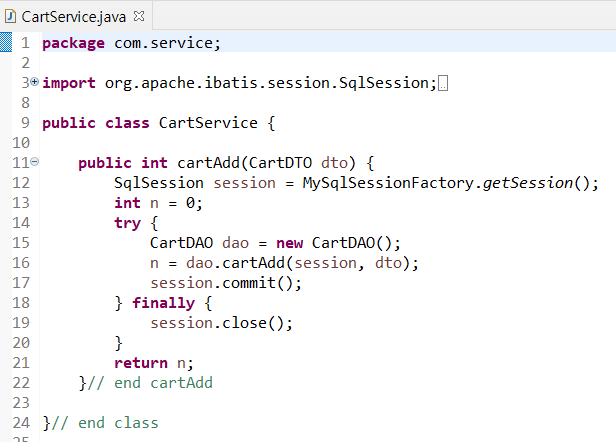 CartService.java
1 package com.service;
2
3 import org.apache.ibatis.session.SqlSession;
8
9 public class CartService {
10
11     public int cartAdd(CartDTO dto) {
12         SqlSession session = MySqlSessionFactory.getSession();
13         int n = 0;
14         try {
15             CartDAO dao = new CartDAO();
16             n = dao.cartAdd(session, dto);
17             session.commit();
18         } finally {
19             session.close();
20         }
21         return n;
22     }// end cartAdd
23
24 }// end class
25